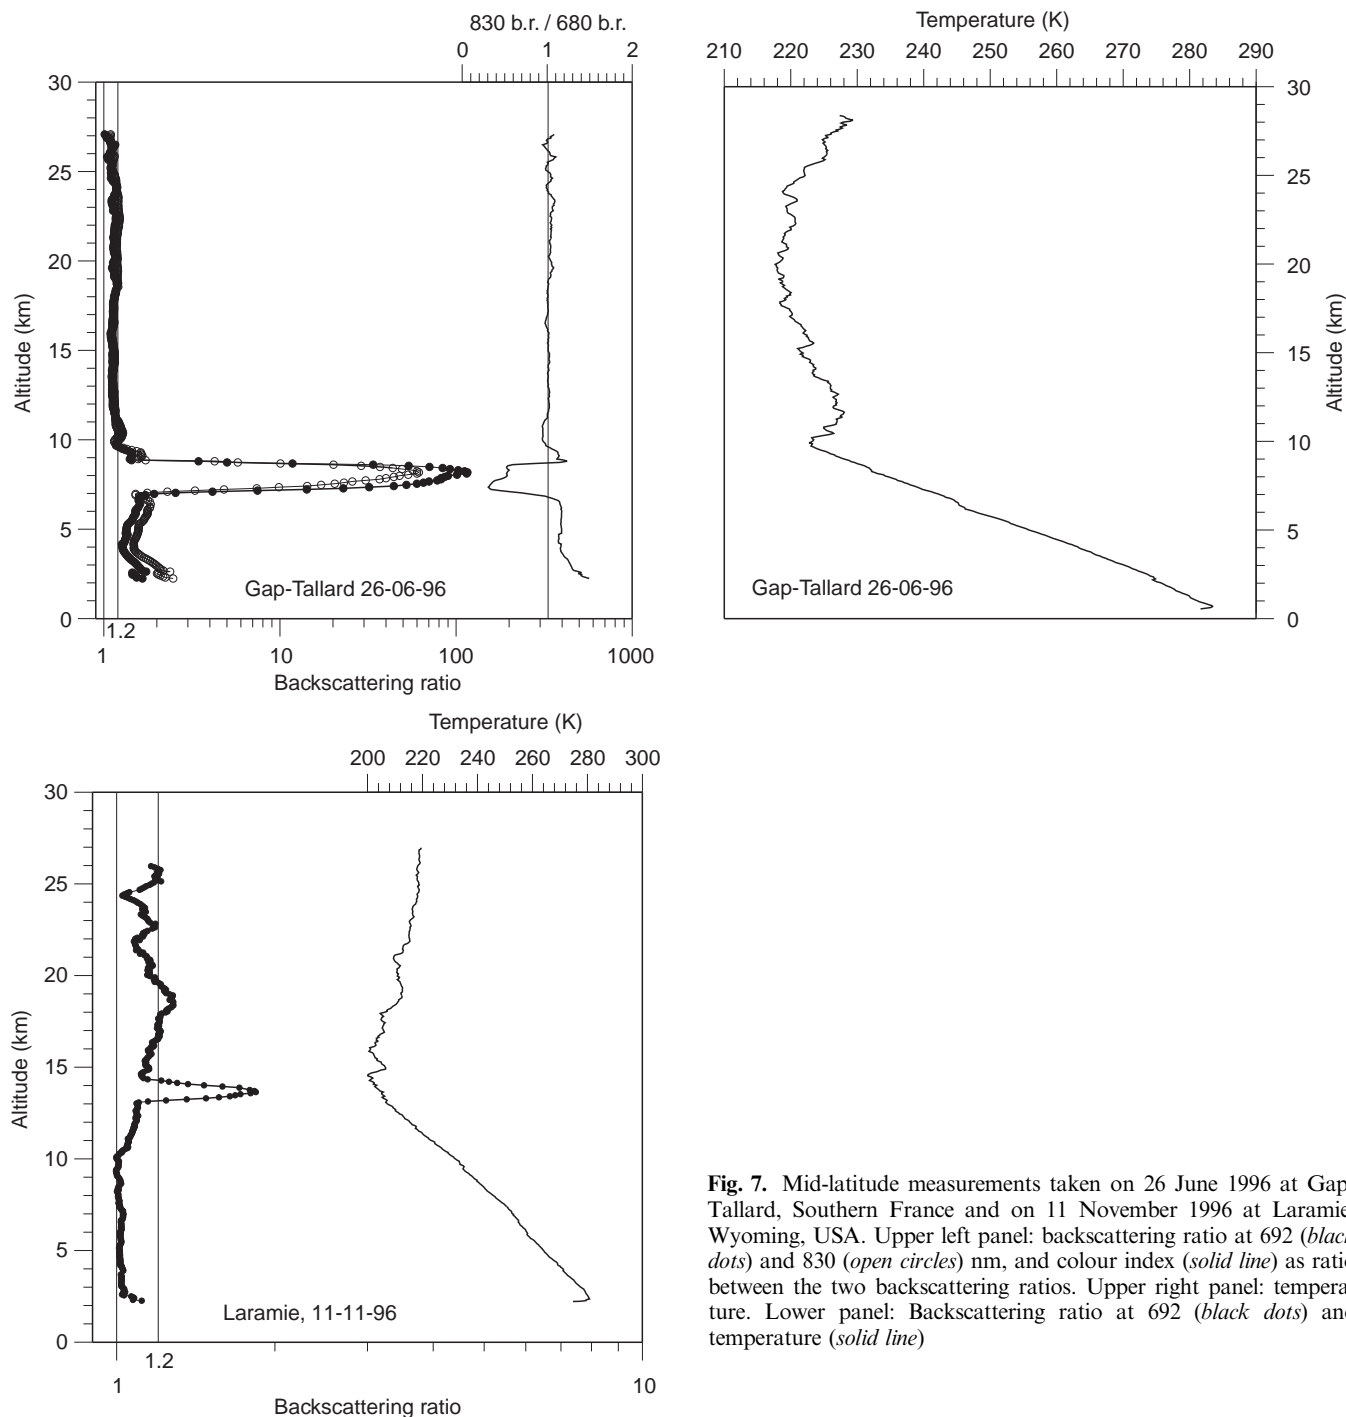 830 b.r. / 680 b.r.
0 1 2
30
25
20
15
10
5
0
Altitude (km)
Gap-Tallard 26-06-96
1.2
1 10 100 1000
Backscattering ratio
Temperature (K)
210 220 230 240 250 260 270 280 290
30
25
20
15
10
5
0
Altitude (km)
Gap-Tallard 26-06-96
Temperature (K)
200 220 240 260 280 300
30
25
20
15
10
5
0
Altitude (km)
Laramie, 11-11-96
1.2
1 10
Backscattering ratio
Fig. 7. Mid-latitude measurements taken on 26 June 1996 at Gap
Tallard, Southern France and on 11 November 1996 at Laramie
Wyoming, USA. Upper left panel: backscattering ratio at 692 (black
dots) and 830 (open circles) nm, and colour index (solid line) as ratio
between the two backscattering ratios. Upper right panel: tempera
ture. Lower panel: Backscattering ratio at 692 (black dots) and
temperature (solid line)